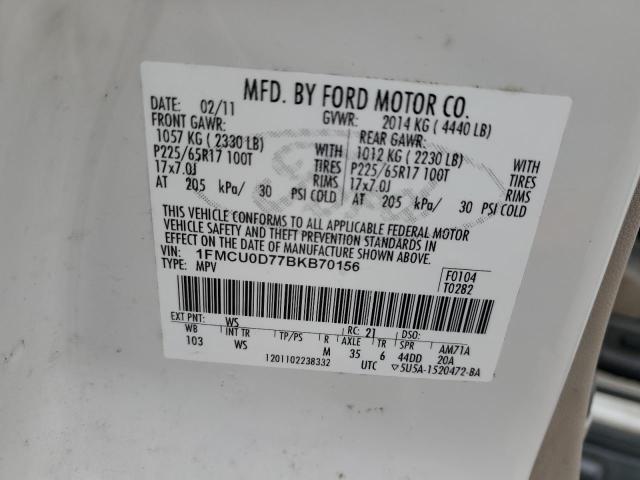 MFD. BY FORD MOTOR CO.
DATE: 02/11 GVWR: 2014 KG ( 4440 LB)
FRONT GAWR: REAR GAWR:
1057 KG ( 2330 LB) WITH 1012 KG ( 2230 LB) WITH
P225/65R17 100T TIRES P225/65R17 100T TIRES
17x7.0J RIMS 17x7.0J RIMS
AT 205 kPa/ 30 PSI COLD AT 205 kPa/ 30 PSI COLD
THIS VEHICLE CONFORMS TO ALL APPLICABLE FEDERAL MOTOR
VEHICLE SAFETY AND THEFT PREVENTION STANDARDS IN
EFFECT ON THE DATE OF MANUFACTURE SHOWN ABOVE.
VIN: 1FMCU0D77BKB70156 F0104
TYPE: MPV T0282
EXT PNT: WS RC: 21 DSO:
WB INT TR TP/PS R AXLE TR SPR AM71A
103 WS M 35 6 44DD 20A
1201102238332 UTC ▽5U5A-1520472-BA